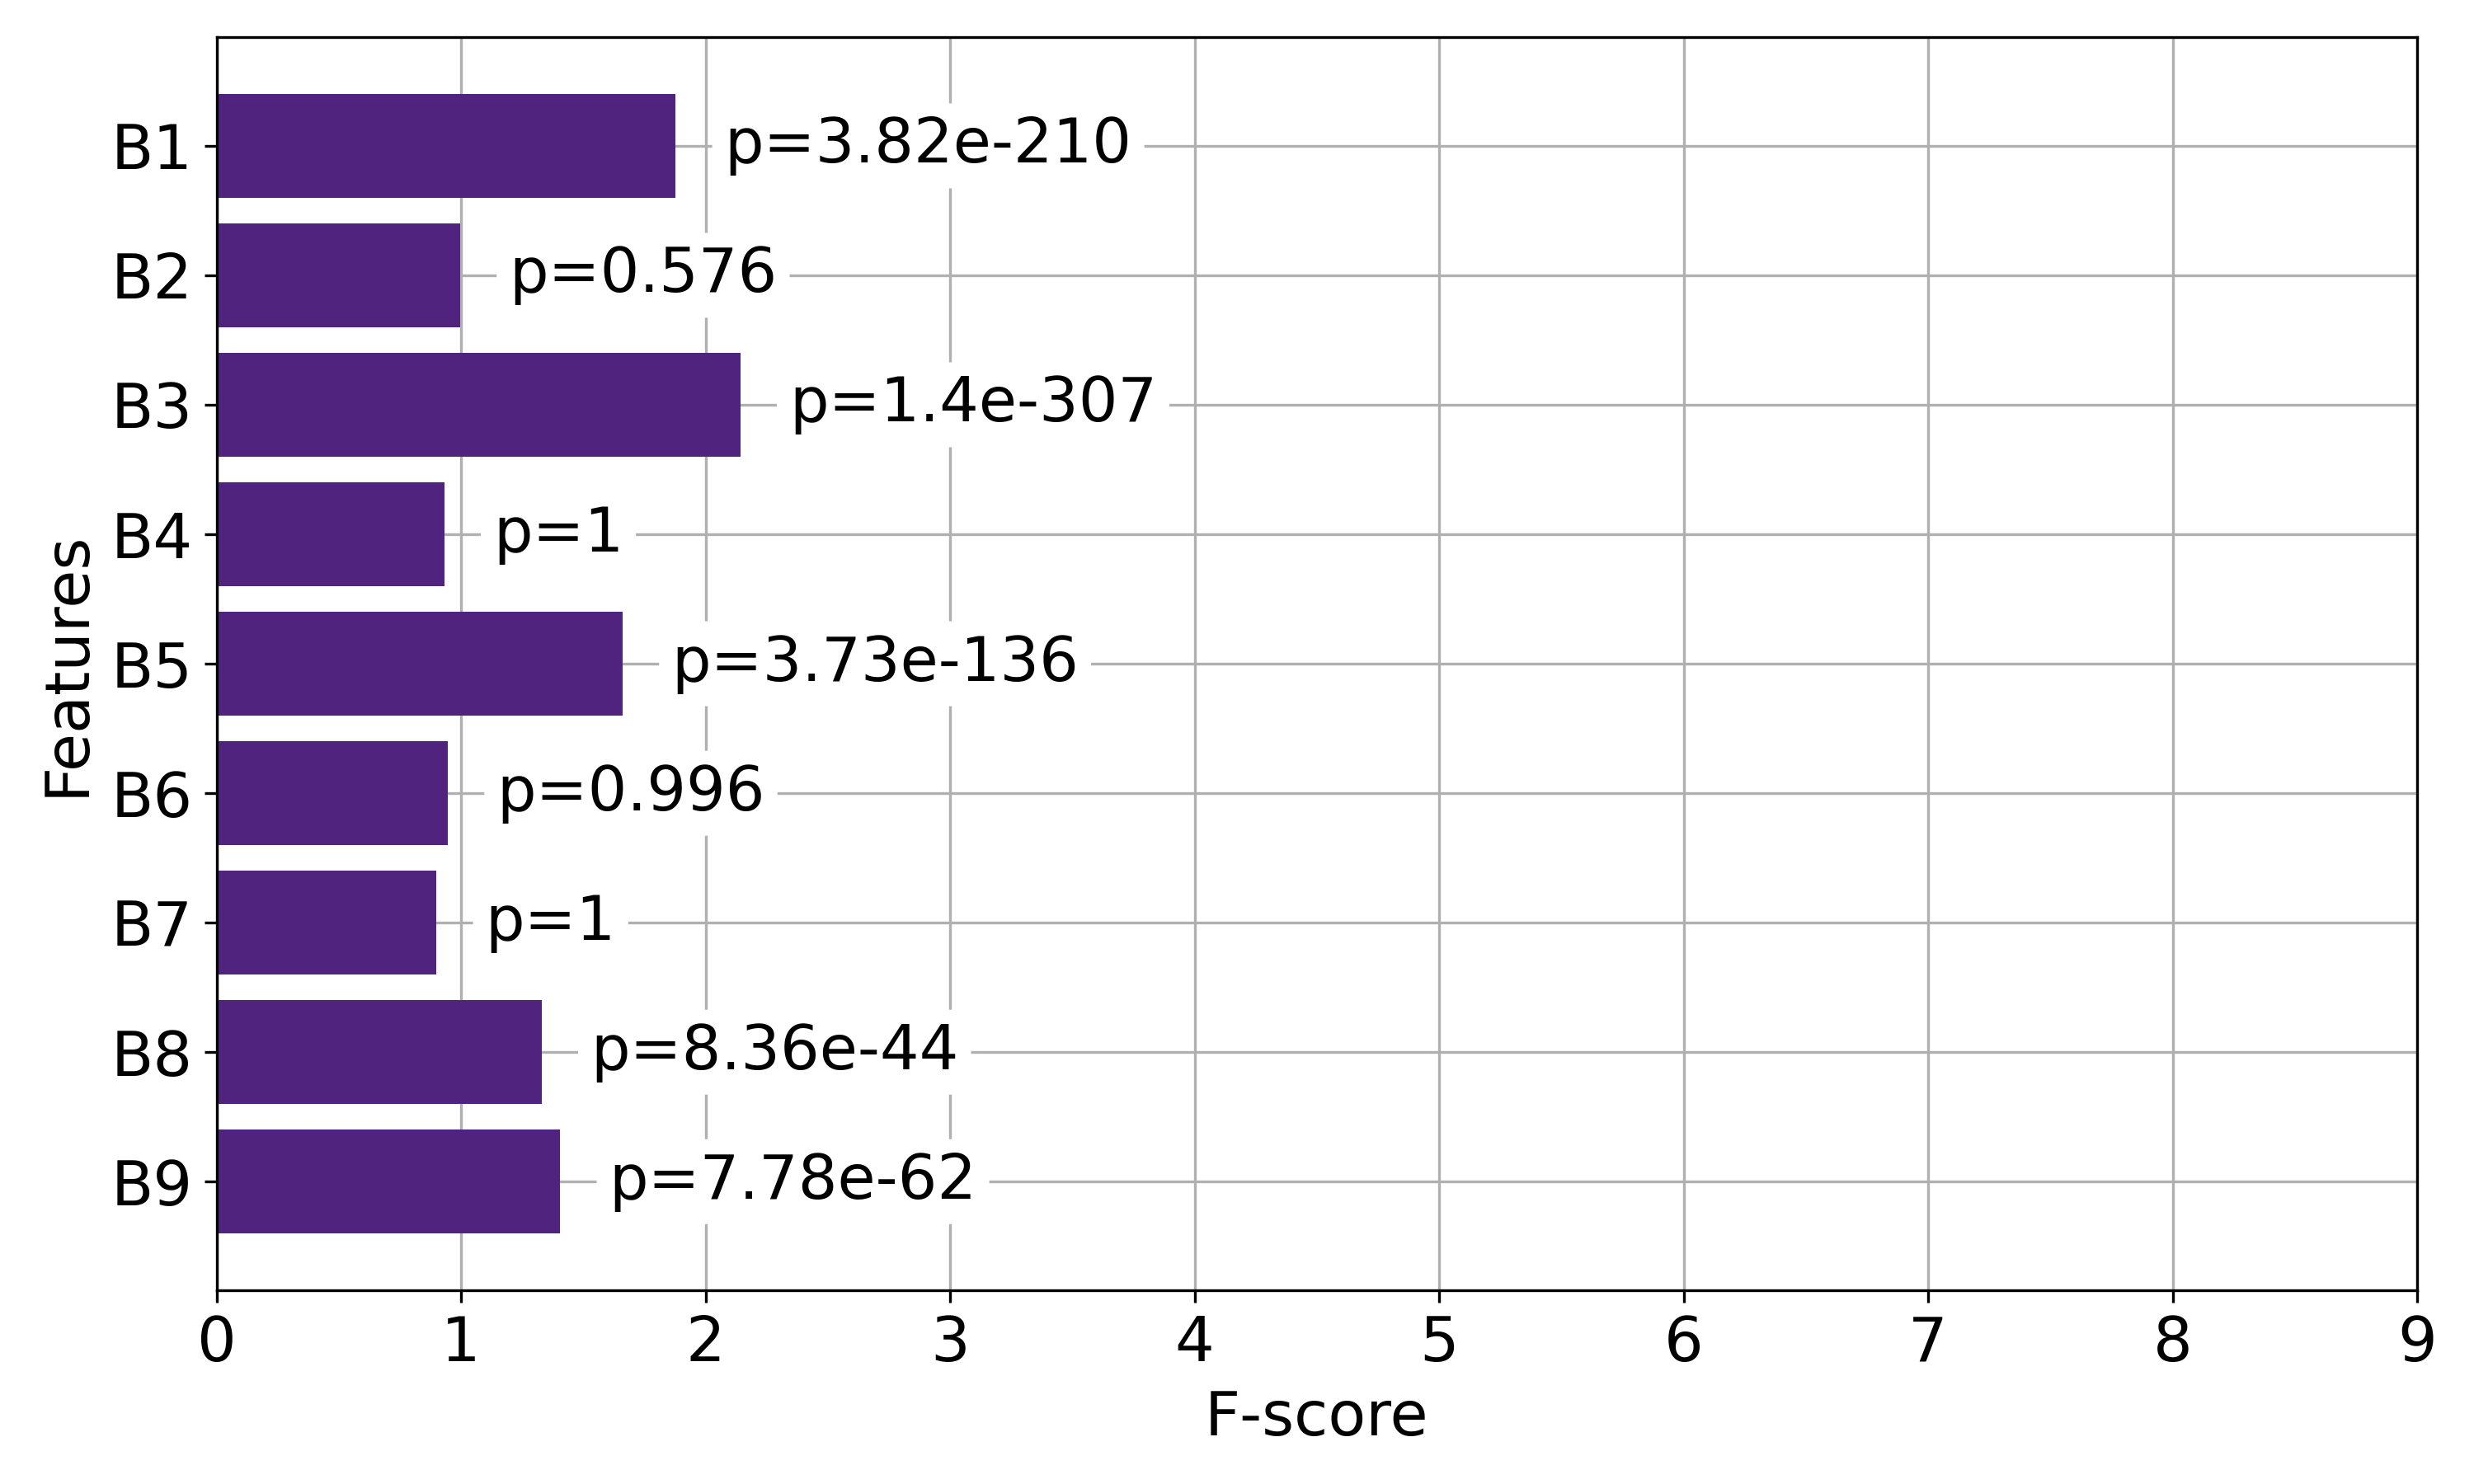 B1 p=3.82e-210
B2 p=0.576
B3 p=1.4e-307
B4 p=1
B5 p=3.73e-136
B6 p=0.996
B7 p=1
B8 p=8.36e-44
B9 p=7.78e-62
Features
0 1 2 3 4 5 6 7 8 9
F-score